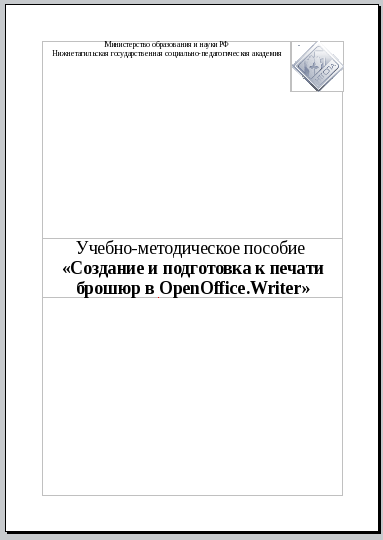 Министерство образования и науки РФ
Нижнетагильская государственная социально-педагогическая академия
Учебно-методическое пособие
«Создание и подготовка к печати
брошюр в OpenOffice.Writer»